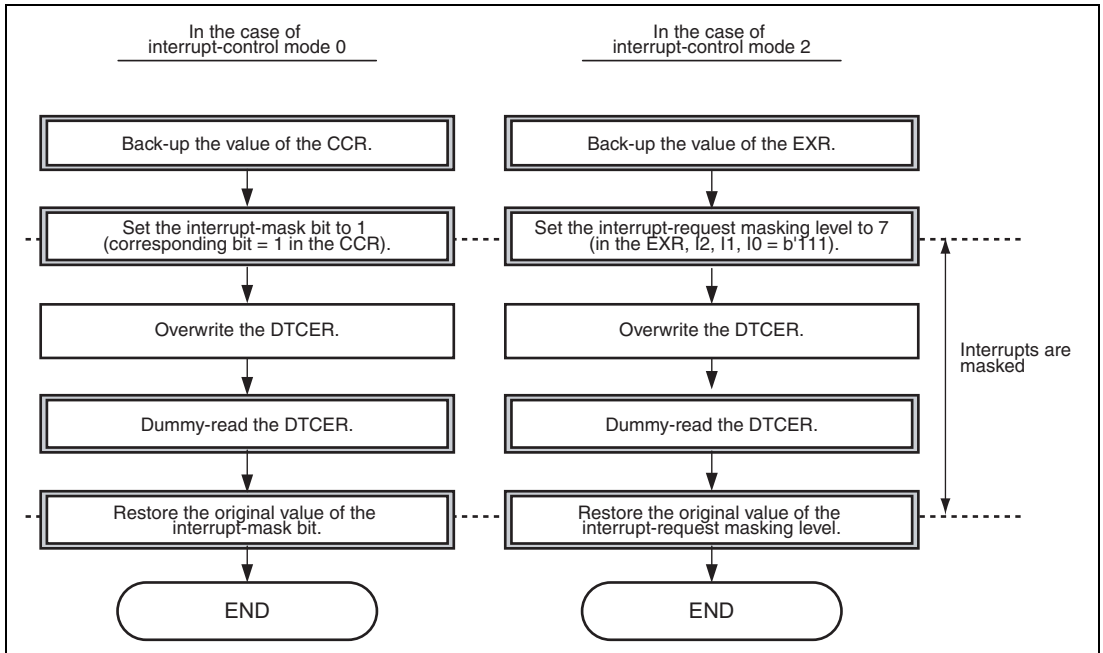 In the case of
interrupt-control mode 0
Back-up the value of the CCR.
Set the interrupt-mask bit to 1
(corresponding bit = 1 in the CCR).
Overwrite the DTCER.
Dummy-read the DTCER.
Restore the original value of the
interrupt-mask bit.
END
In the case of
interrupt-control mode 2
Back-up the value of the EXR.
Set the interrupt-request masking level to 7
(in the EXR, I2, I1, I0 = b'111).
Overwrite the DTCER.
Dummy-read the DTCER.
Restore the original value of the
interrupt-request masking level.
END
Interrupts are
masked